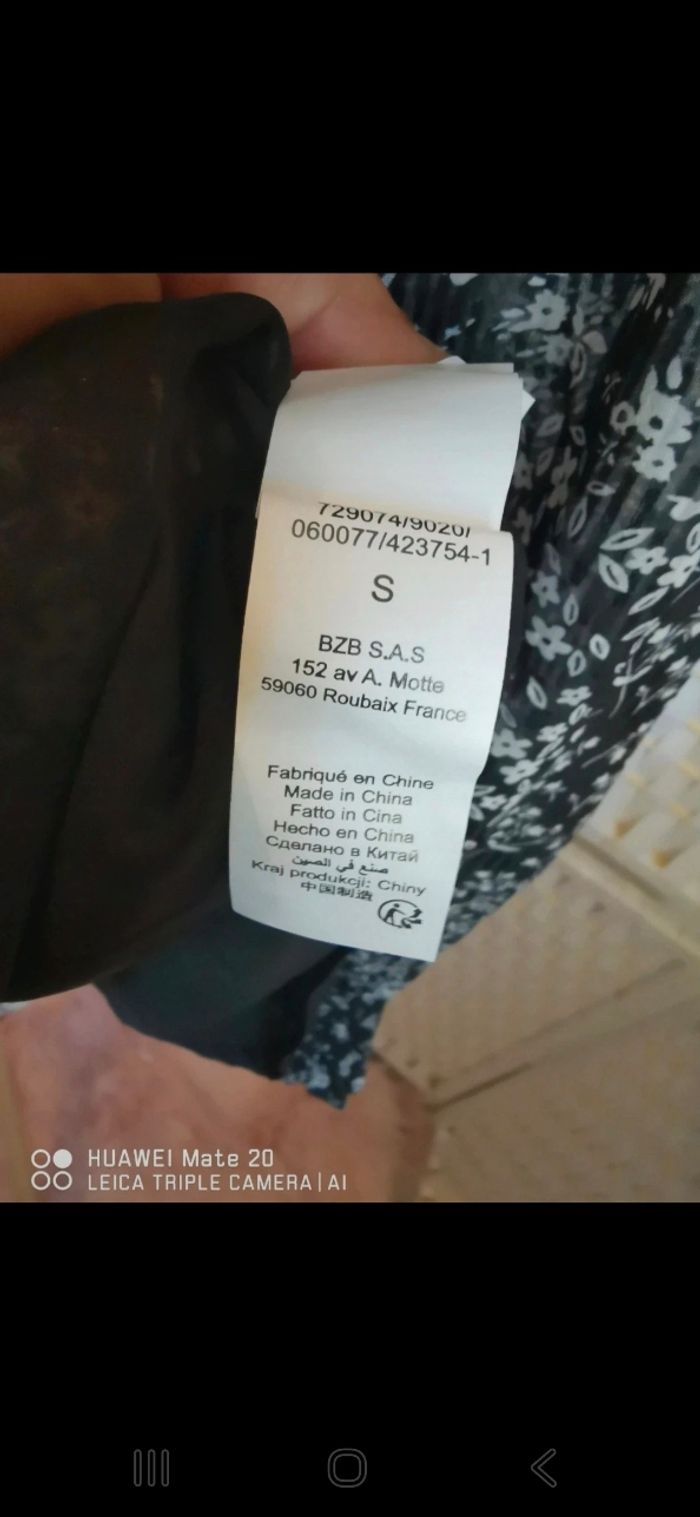 729074/9020/
060077/423754-1
S
BZB S.A.S
152 av A. Motte
59060 Roubaix France
Fabriqué en Chine
Made in China
Fatto in Cina
Hecho en China
Сделано в Китай
صنع في الصين
Kraj produkcji: Chiny
中国制造
HUAWEI Mate 20
LEICA TRIPLE CAMERA | AI